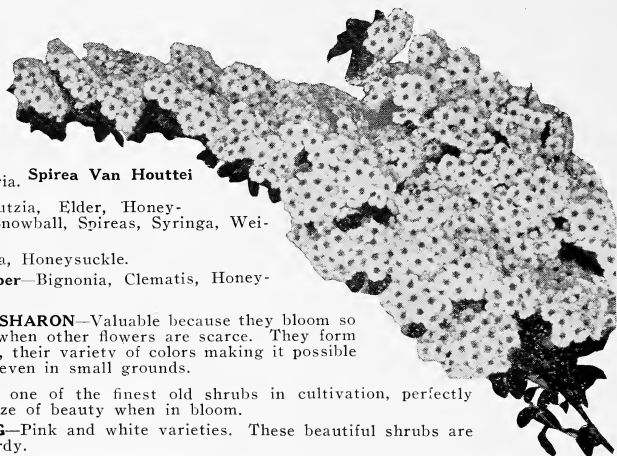 ria. Spirea Van Houttei
utzia, Elder, Honey-
nowball, Spireas, Syringa, Wei-
a, Honeysuckle.
ber—Bignonia, Clematis, Honey-
SHARON—Valuable because they bloom so
when other flowers are scarce. They form
, their variety of colors making it possible
even in small grounds.
one of the finest old shrubs in cultivation, perfectly
ze of beauty when in bloom.
G—Pink and white varieties. These beautiful shrubs are
rdy.